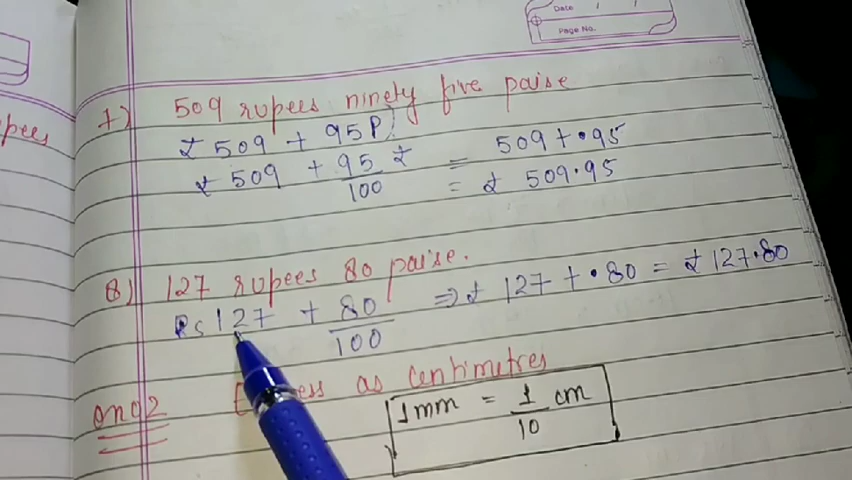 Date / /
Page No.
upees
7) 509 rupees ninety five paise
₹ 509 + 95P
₹ 509 + 95/100 ₹ = 509 + .95
= ₹ 509.95
8) 127 rupees 80 paise.
Rs 127 + 80/100 ⇒ ₹ 127 + .80 = ₹ 127.80
as centimetres
1mm = 1/10 cm